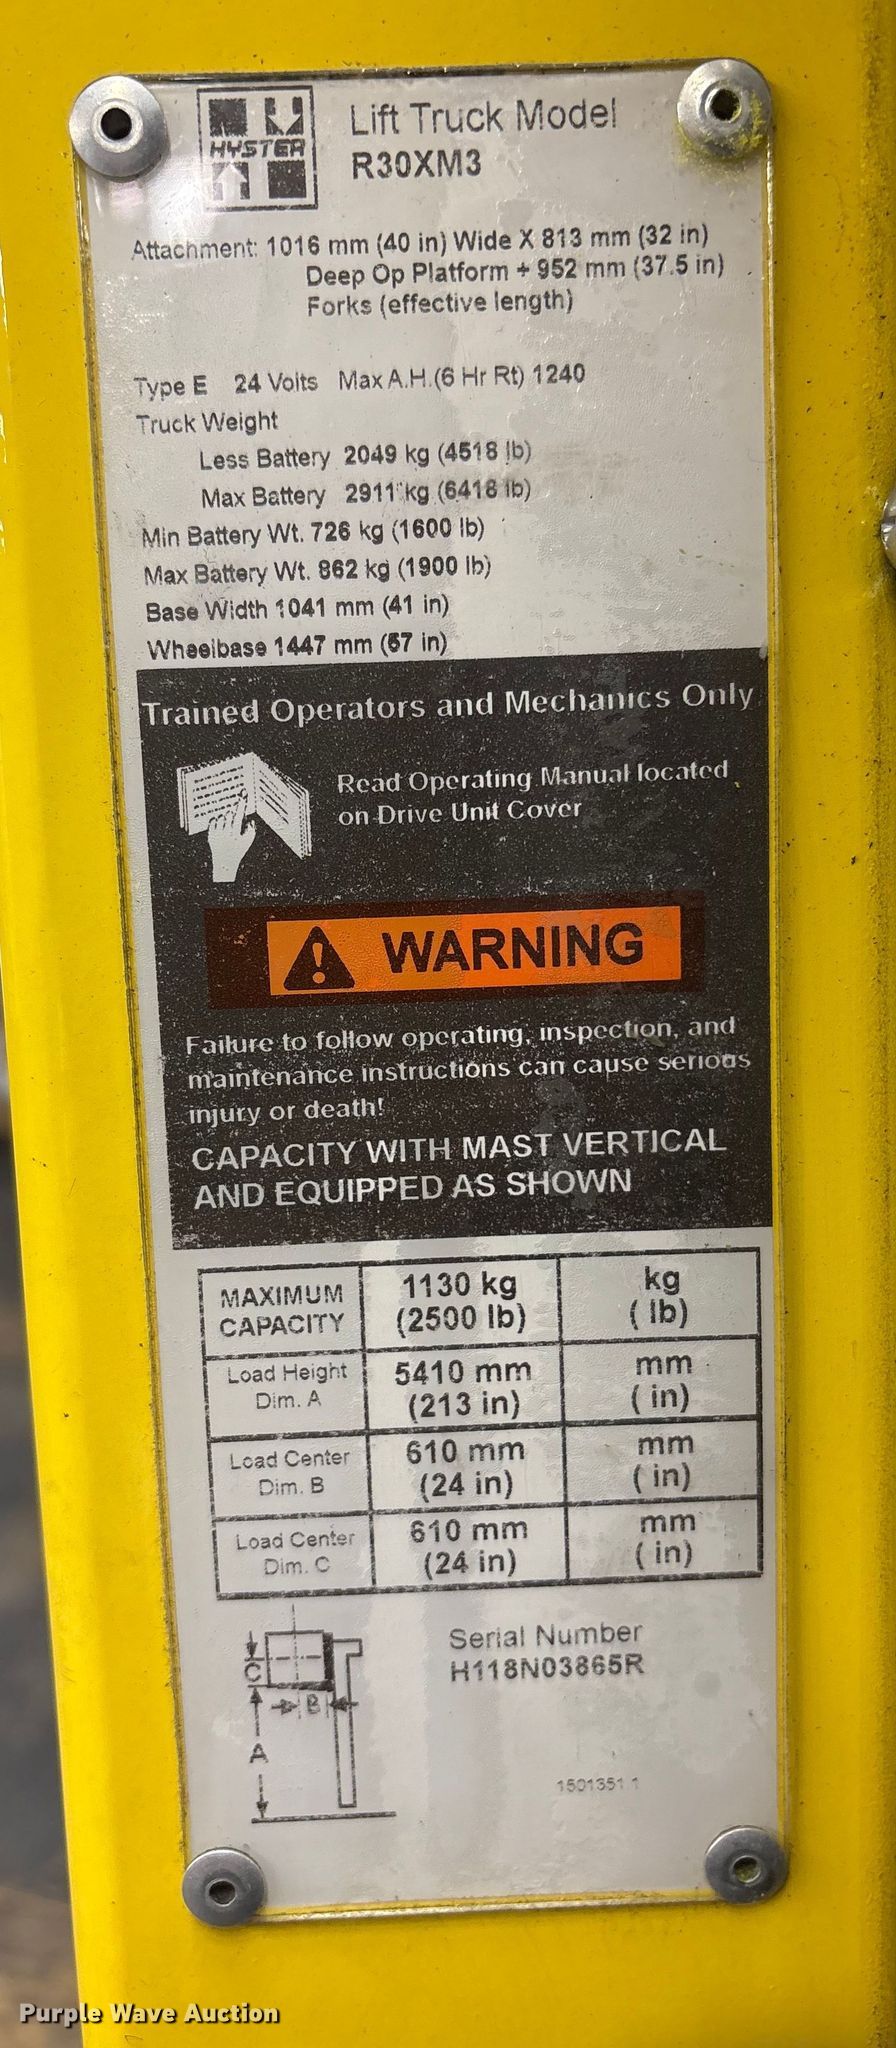 HYSTER
Lift Truck Model
R30XM3
Attachment: 1016 mm (40 in) Wide X 813 mm (32 in)
Deep Op Platform + 952 mm (37.5 in)
Forks (effective length)
Type E 24 Volts Max A.H.(6 Hr Rt) 1240
Truck Weight
Less Battery 2049 kg (4518 lb)
Max Battery 2911 kg (6418 lb)
Min Battery Wt. 726 kg (1600 lb)
Max Battery Wt. 862 kg (1900 lb)
Base Width 1041 mm (41 in)
Wheelbase 1447 mm (57 in)
Trained Operators and Mechanics Only
Read Operating Manual located
on Drive Unit Cover
WARNING
Failure to follow operating, inspection, and
maintenance instructions can cause serious
injury or death!
CAPACITY WITH MAST VERTICAL
AND EQUIPPED AS SHOWN
MAXIMUM CAPACITY 1130 kg (2500 lb) kg ( lb)
Load Height Dim. A 5410 mm (213 in) mm ( in)
Load Center Dim. B 610 mm (24 in) mm ( in)
Load Center Dim. C 610 mm (24 in) mm ( in)
C
B
A
Serial Number
H118N03865R
1501351 1
Purple Wave Auction